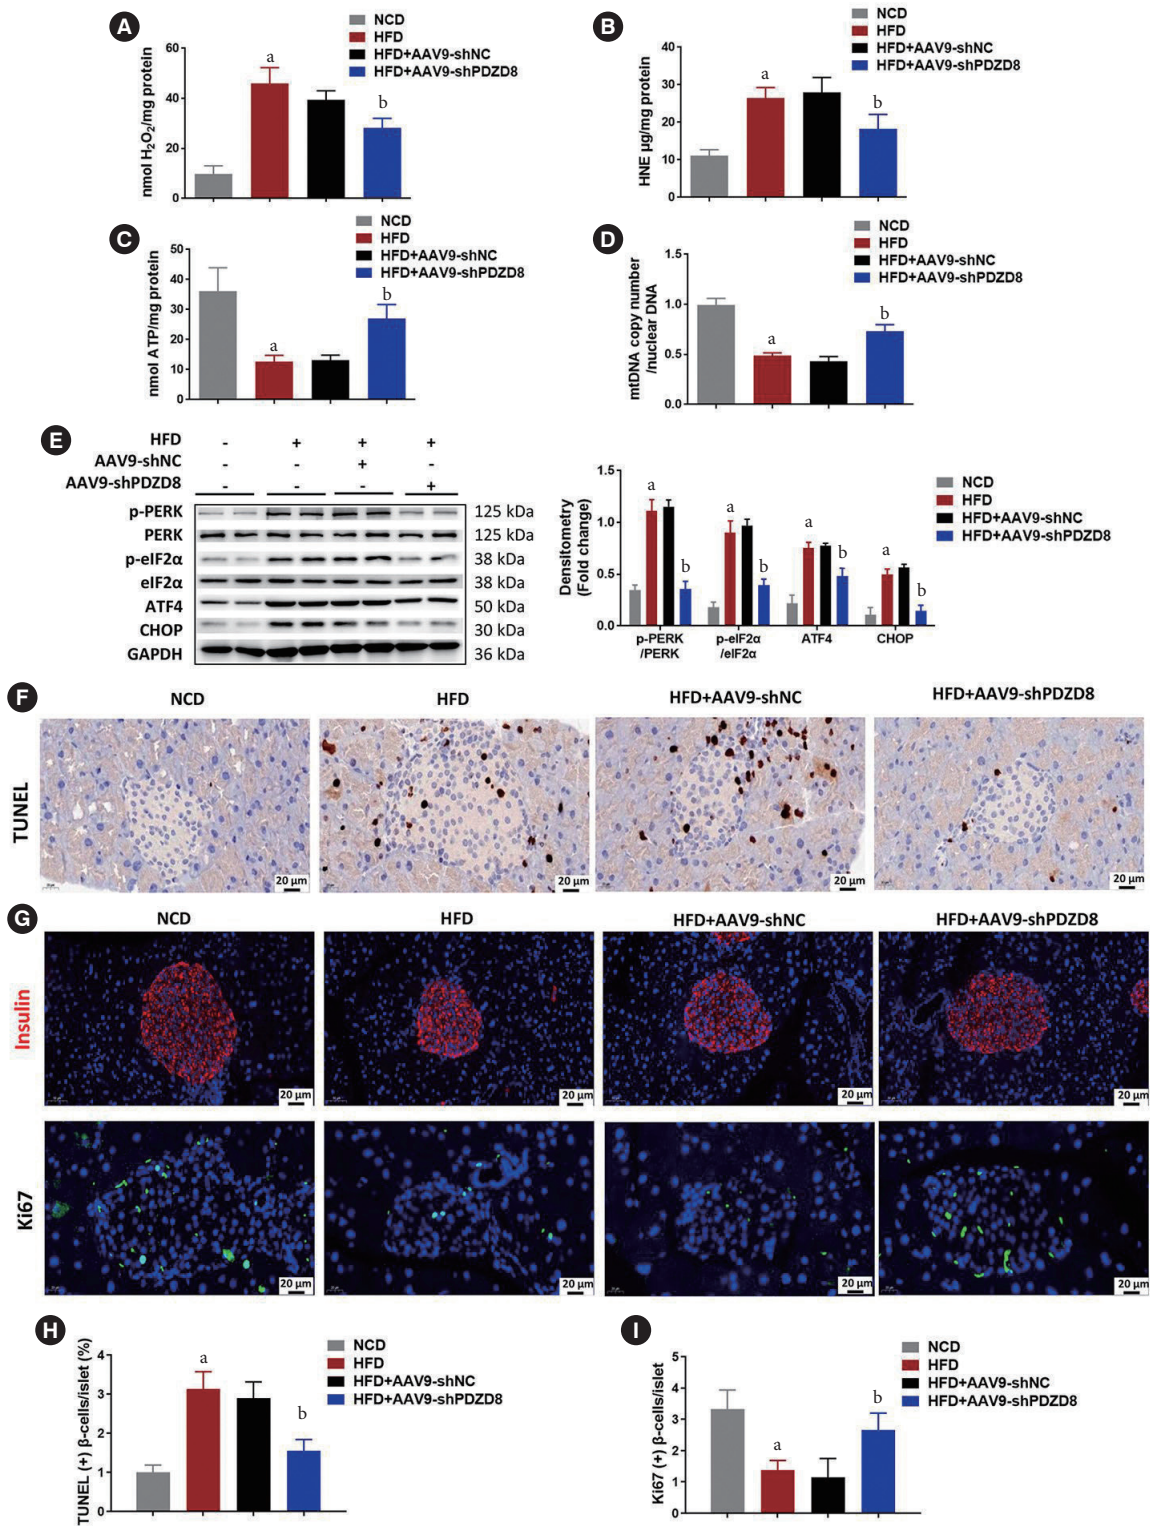 A
NCD
HFD
HFD+AAV9-shNC
HFD+AAV9-shPDZD8
nmol H₂O₂/mg protein
60
40
20
0
a
b
B
NCD
HFD
HFD+AAV9-shNC
HFD+AAV9-shPDZD8
HNE µg/mg protein
40
30
20
10
0
a
b
C
NCD
HFD
HFD+AAV9-shNC
HFD+AAV9-shPDZD8
nmol ATP/mg protein
50
40
30
20
10
0
a
b
D
NCD
HFD
HFD+AAV9-shNC
HFD+AAV9-shPDZD8
mtDNA copy number
/nuclear DNA
1.5
1.0
0.5
0.0
a
b
E
HFD - + + +
AAV9-shNC - - + -
AAV9-shPDZD8 - - - +
p-PERK 125 kDa
PERK 125 kDa
p-eIF2α 38 kDa
eIF2α 38 kDa
ATF4 50 kDa
CHOP 30 kDa
GAPDH 36 kDa
Densitometry
(Fold change)
1.5
1.0
0.5
0.0
a
b
a
b
a
b
a
b
p-PERK
/PERK
p-eIF2α
/eIF2α
ATF4
CHOP
NCD
HFD
HFD+AAV9-shNC
HFD+AAV9-shPDZD8
F
NCD
HFD
HFD+AAV9-shNC
HFD+AAV9-shPDZD8
TUNEL
20 µm
20 µm
20 µm
20 µm
G
NCD
HFD
HFD+AAV9-shNC
HFD+AAV9-shPDZD8
Insulin
20 µm
20 µm
20 µm
20 µm
Ki67
20 µm
20 µm
20 µm
20 µm
H
NCD
HFD
HFD+AAV9-shNC
HFD+AAV9-shPDZD8
TUNEL (+) β-cells/islet (%)
4
3
2
1
0
a
b
I
NCD
HFD
HFD+AAV9-shNC
HFD+AAV9-shPDZD8
Ki67 (+) β-cells/islet
5
4
3
2
1
0
a
b